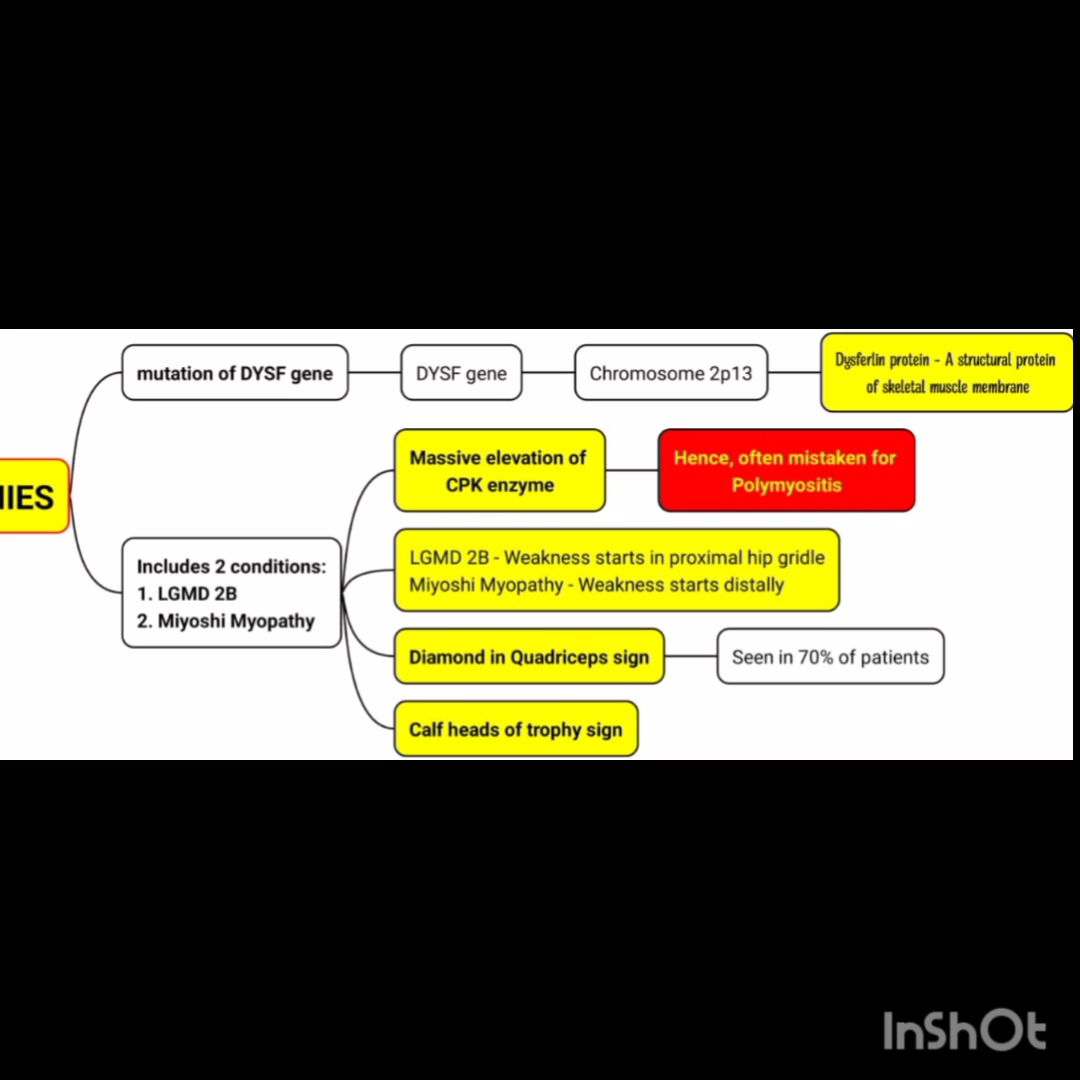 mutation of DYSF gene
DYSF gene
Chromosome 2p13
Dysferlin protein - A structural protein
of skeletal muscle membrane
Massive elevation of
CPK enzyme
Hence, often mistaken for
Polymyositis
IES
Includes 2 conditions:
1. LGMD 2B
2. Miyoshi Myopathy
LGMD 2B - Weakness starts in proximal hip gridle
Miyoshi Myopathy - Weakness starts distally
Diamond in Quadriceps sign
Seen in 70% of patients
Calf heads of trophy sign
InShOt